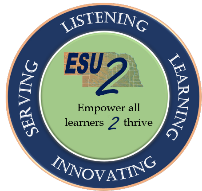 LISTENING
SERVING
LEARNING
ESU
2
Empower all
learners 2 thrive
INNOVATING